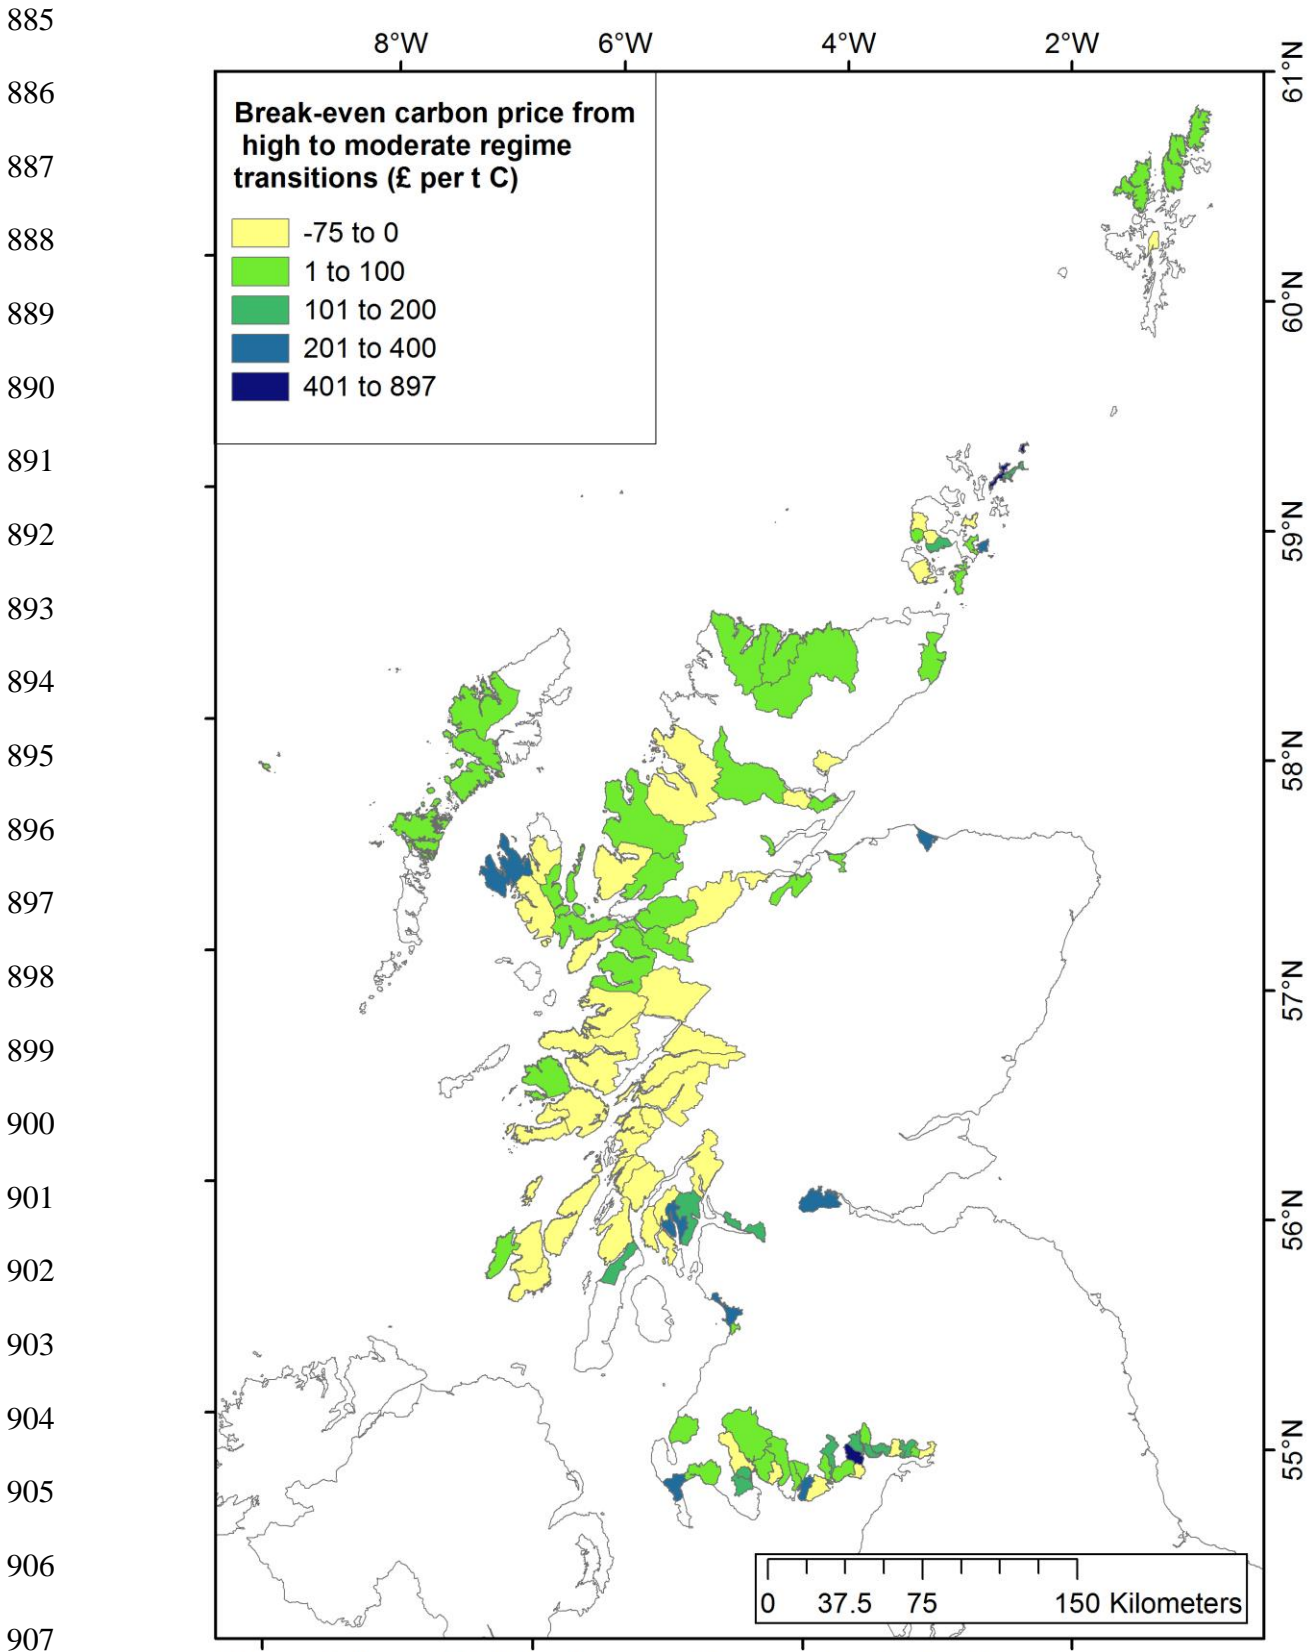 885
8°W 6°W 4°W 2°W
61°N
886
Break-even carbon price from
high to moderate regime
transitions (£ per t C)
887
888
-75 to 0
1 to 100
889
101 to 200
60°N
201 to 400
890
401 to 897
891
892
59°N
893
894
895
58°N
896
897
898
57°N
899
900
901
56°N
902
903
904
55°N
905
906
0 37.5 75 150 Kilometers
907